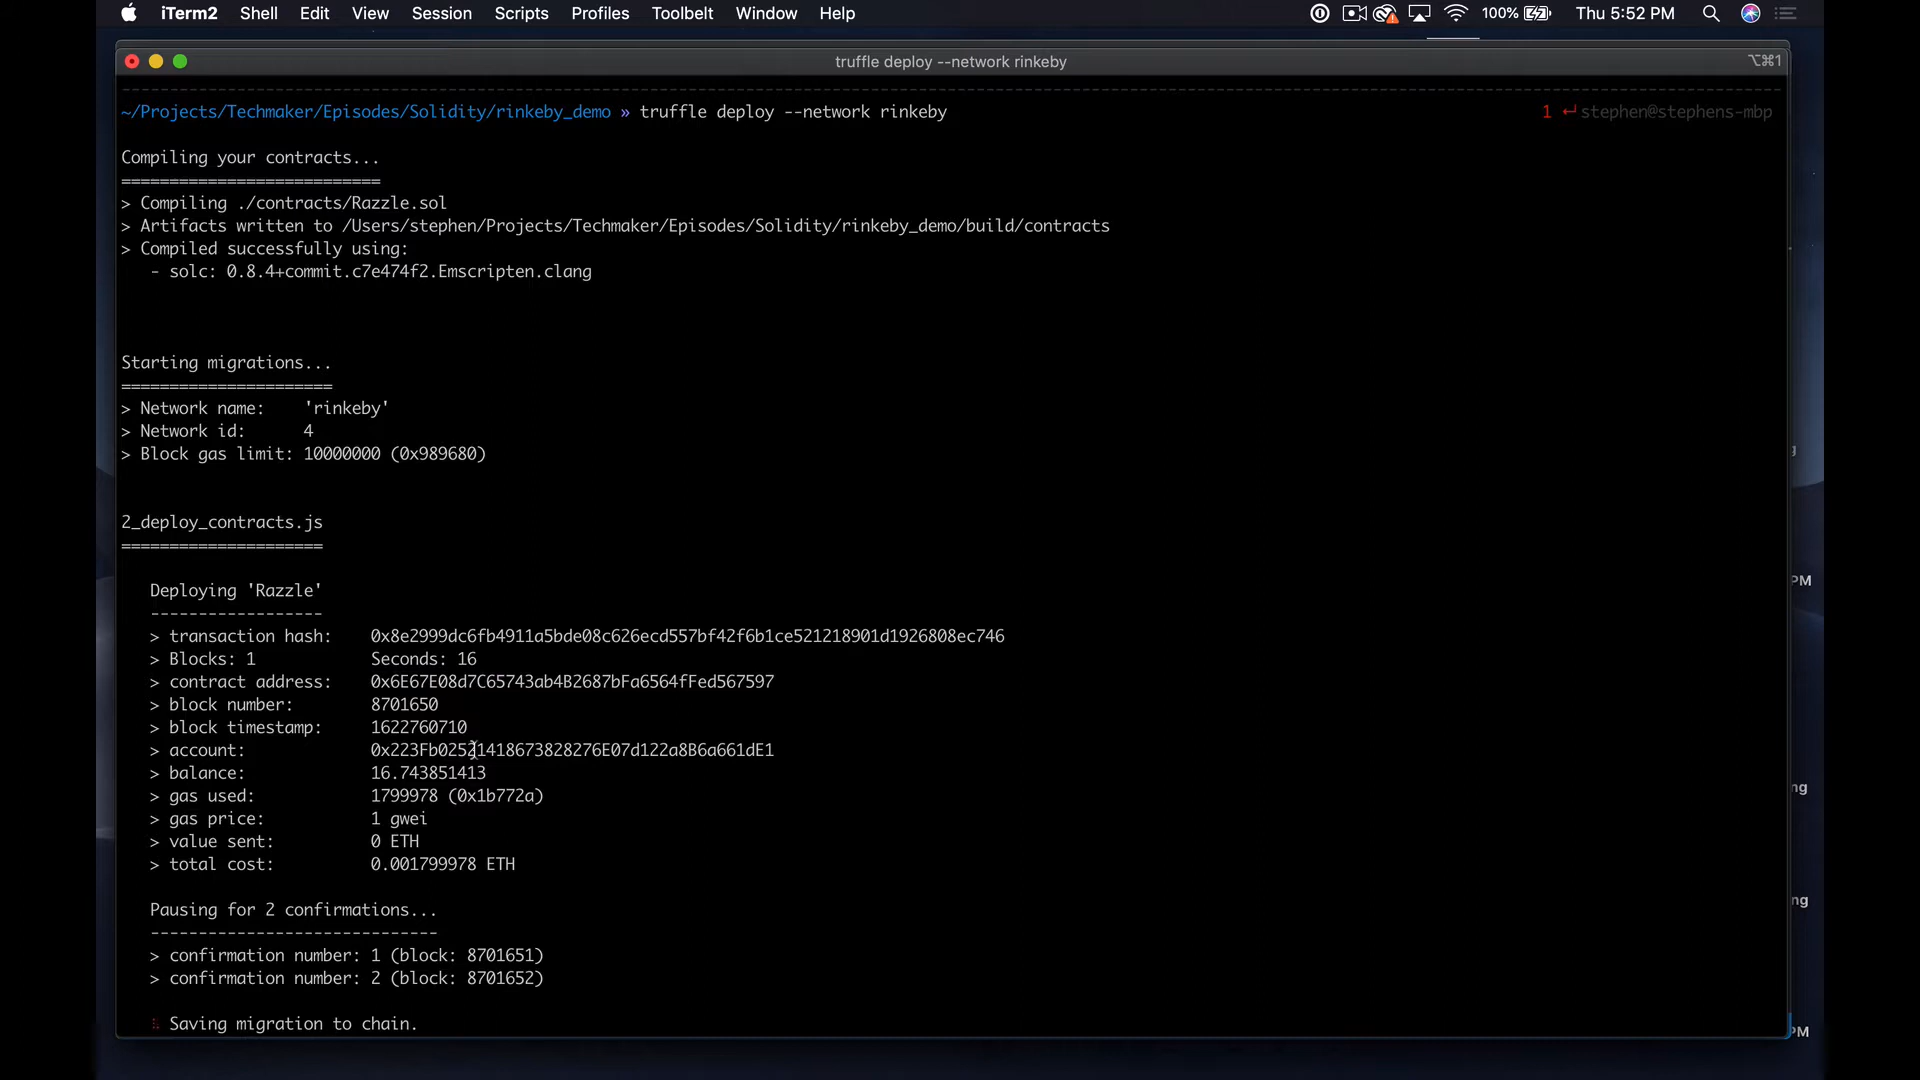 iTerm2 Shell Edit View Session Scripts Profiles Toolbelt Window Help 100% Thu 5:52 PM
truffle deploy --network rinkeby ⌥⌘1
~/Projects/Techmaker/Episodes/Solidity/rinkeby_demo » truffle deploy --network rinkeby 1 ↵ stephen@stephens-mbp
Compiling your contracts...
===========================
> Compiling ./contracts/Razzle.sol
> Artifacts written to /Users/stephen/Projects/Techmaker/Episodes/Solidity/rinkeby_demo/build/contracts
> Compiled successfully using:
- solc: 0.8.4+commit.c7e474f2.Emscripten.clang
Starting migrations...
======================
> Network name: 'rinkeby'
> Network id: 4
> Block gas limit: 10000000 (0x989680)
2_deploy_contracts.js
=====================
Deploying 'Razzle'
------------------
> transaction hash: 0x8e2999dc6fb4911a5bde08c626ecd557bf42f6b1ce521218901d1926808ec746
> Blocks: 1 Seconds: 16
> contract address: 0x6E67E08d7C65743ab4B2687bFa6564fFed567597
> block number: 8701650
> block timestamp: 1622760710
> account: 0x223Fb02521418673828276E07d122a8B6a661dE1
> balance: 16.743851413
> gas used: 1799978 (0x1b772a)
> gas price: 1 gwei
> value sent: 0 ETH
> total cost: 0.001799978 ETH
Pausing for 2 confirmations...
------------------------------
> confirmation number: 1 (block: 8701651)
> confirmation number: 2 (block: 8701652)
Saving migration to chain.
PM
ng
ng
PM